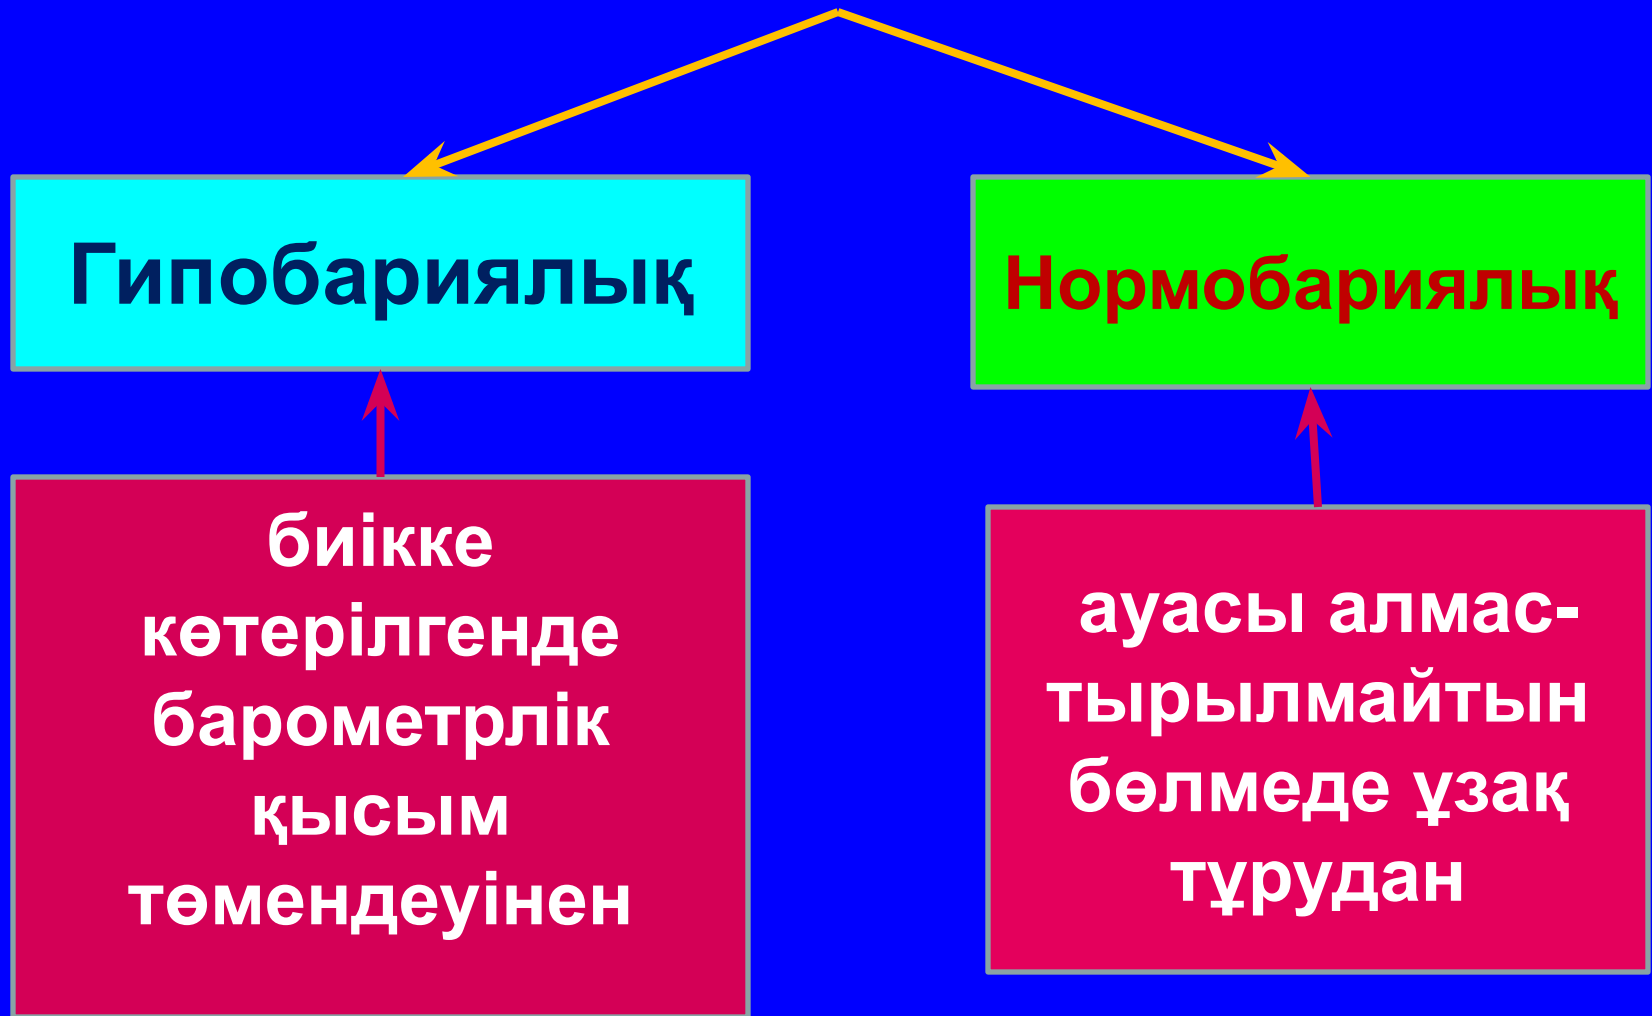 Гипобариялық
Нормобариялық
биікке
көтерілгенде
барометрлік
қысым
төмендеуінен
ауасы алмас-
тырылмайтын
бөлмеде ұзақ
тұрудан